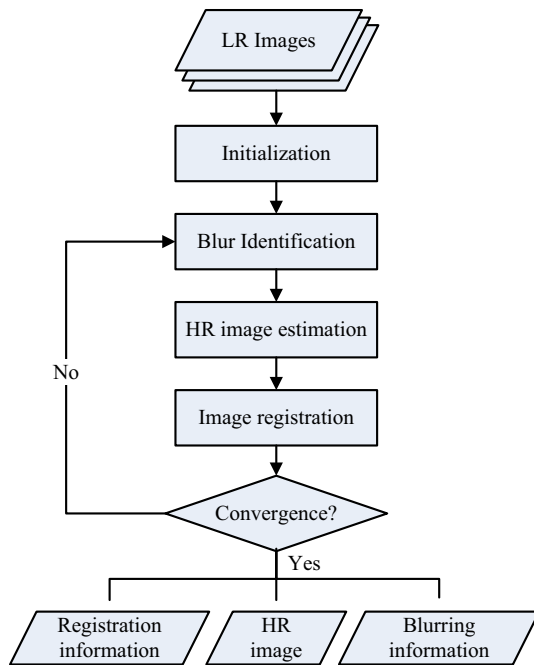 LR Images
Initialization
Blur Identification
HR image estimation
No
Image registration
Convergence?
Yes
Registration
information
HR
image
Blurring
information